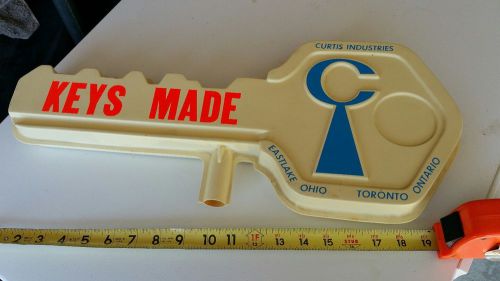 CURTIS INDUSTRIES
KEYS MADE
C
EASTLAKE OHIO TORONTO ONTARIO
2 3 4 5 6 7 8 9 10 11 1F 13 14 15 17 18 19